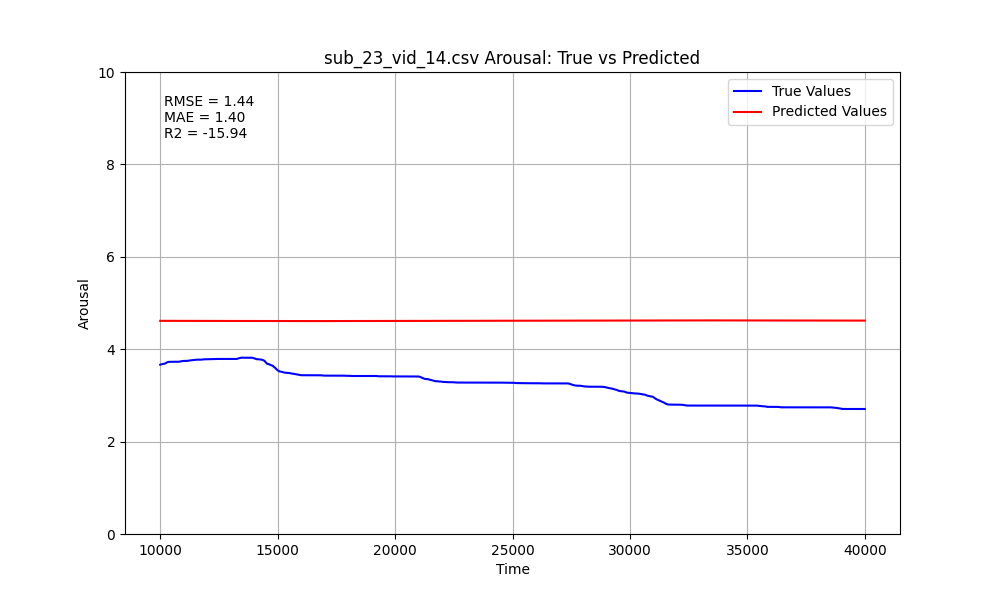 sub_23_vid_14.csv Arousal: True vs Predicted
RMSE = 1.44
MAE = 1.40
R2 = -15.94
True Values
Predicted Values
10
8
6
4
2
0
Arousal
10000 15000 20000 25000 30000 35000 40000
Time